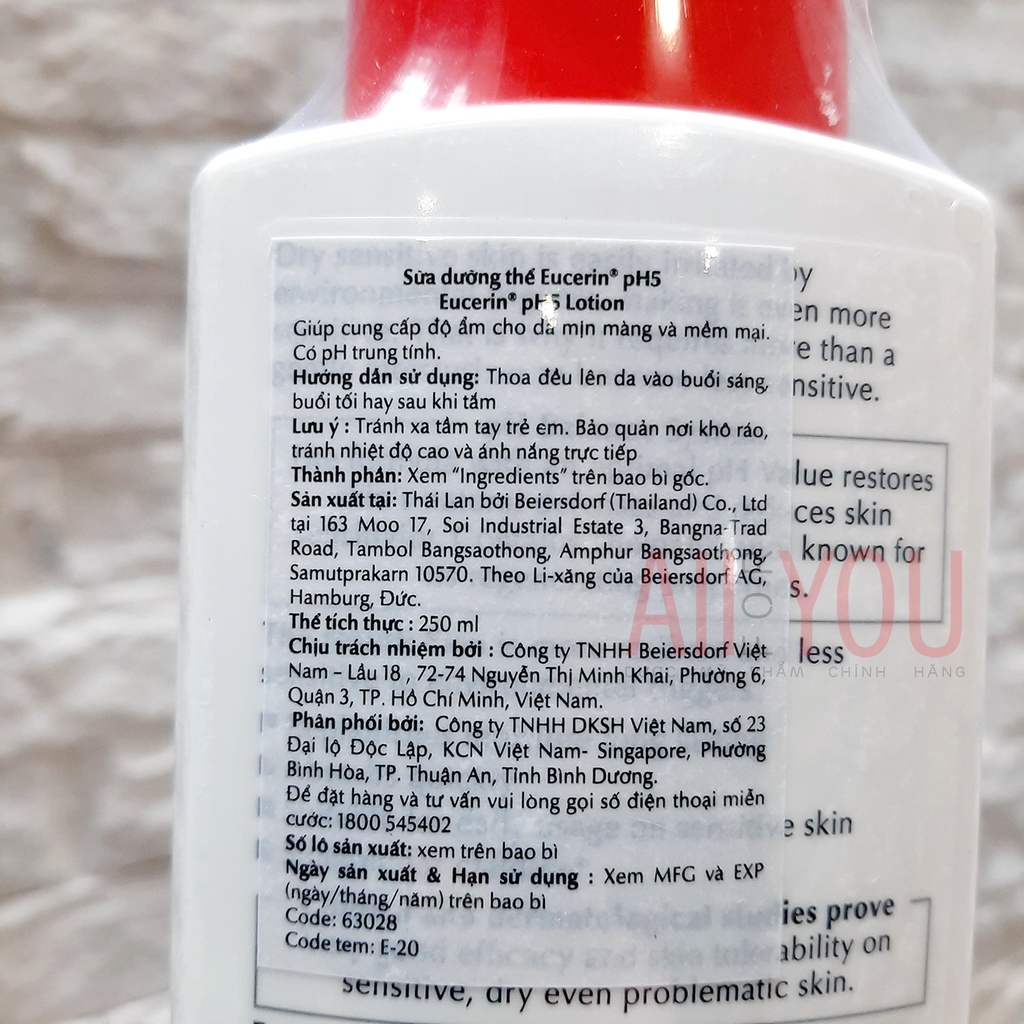 Sữa dưỡng thể Eucerin® pH5
Eucerin® pH5 Lotion
Giúp cung cấp độ ẩm cho da mịn màng và mềm mại.
Có pH trung tính.
Hướng dẫn sử dụng: Thoa đều lên da vào buổi sáng,
buổi tối hay sau khi tắm
Lưu ý : Tránh xa tầm tay trẻ em. Bảo quản nơi khô ráo,
tránh nhiệt độ cao và ánh nắng trực tiếp
Thành phần: Xem "Ingredients" trên bao bì gốc.
Sản xuất tại: Thái Lan bởi Beiersdorf (Thailand) Co., Ltd
tại 163 Moo 17, Soi Industrial Estate 3, Bangna-Trad
Road, Tambol Bangsaothong, Amphur Bangsaothong,
Samutprakarn 10570. Theo Li-xăng của Beiersdorf AG,
Hamburg, Đức.
Thể tích thực : 250 ml
Chịu trách nhiệm bởi : Công ty TNHH Beiersdorf Việt
Nam – Lầu 18 , 72-74 Nguyễn Thị Minh Khai, Phường 6,
Quận 3, TP. Hồ Chí Minh, Việt Nam.
Phân phối bởi: Công ty TNHH DKSH Việt Nam, số 23
Đại lộ Độc Lập, KCN Việt Nam- Singapore, Phường
Bình Hòa, TP. Thuận An, Tỉnh Bình Dương.
Để đặt hàng và tư vấn vui lòng gọi số điện thoại miễn
cước: 1800 545402
Số lô sản xuất: xem trên bao bì
Ngày sản xuất & Hạn sử dụng : Xem MFG và EXP
(ngày/tháng/năm) trên bao bì
Code: 63028
Code tem: E-20
Dry sensitive skin is easily irritated by
en more
e than a
nsitive.
lue restores
ces skin
known for
s.
less
e skin
ies prove
ability on
sensitive, dry even problematic skin.
All FOR YOU
PHẨM CHÍNH HÃNG